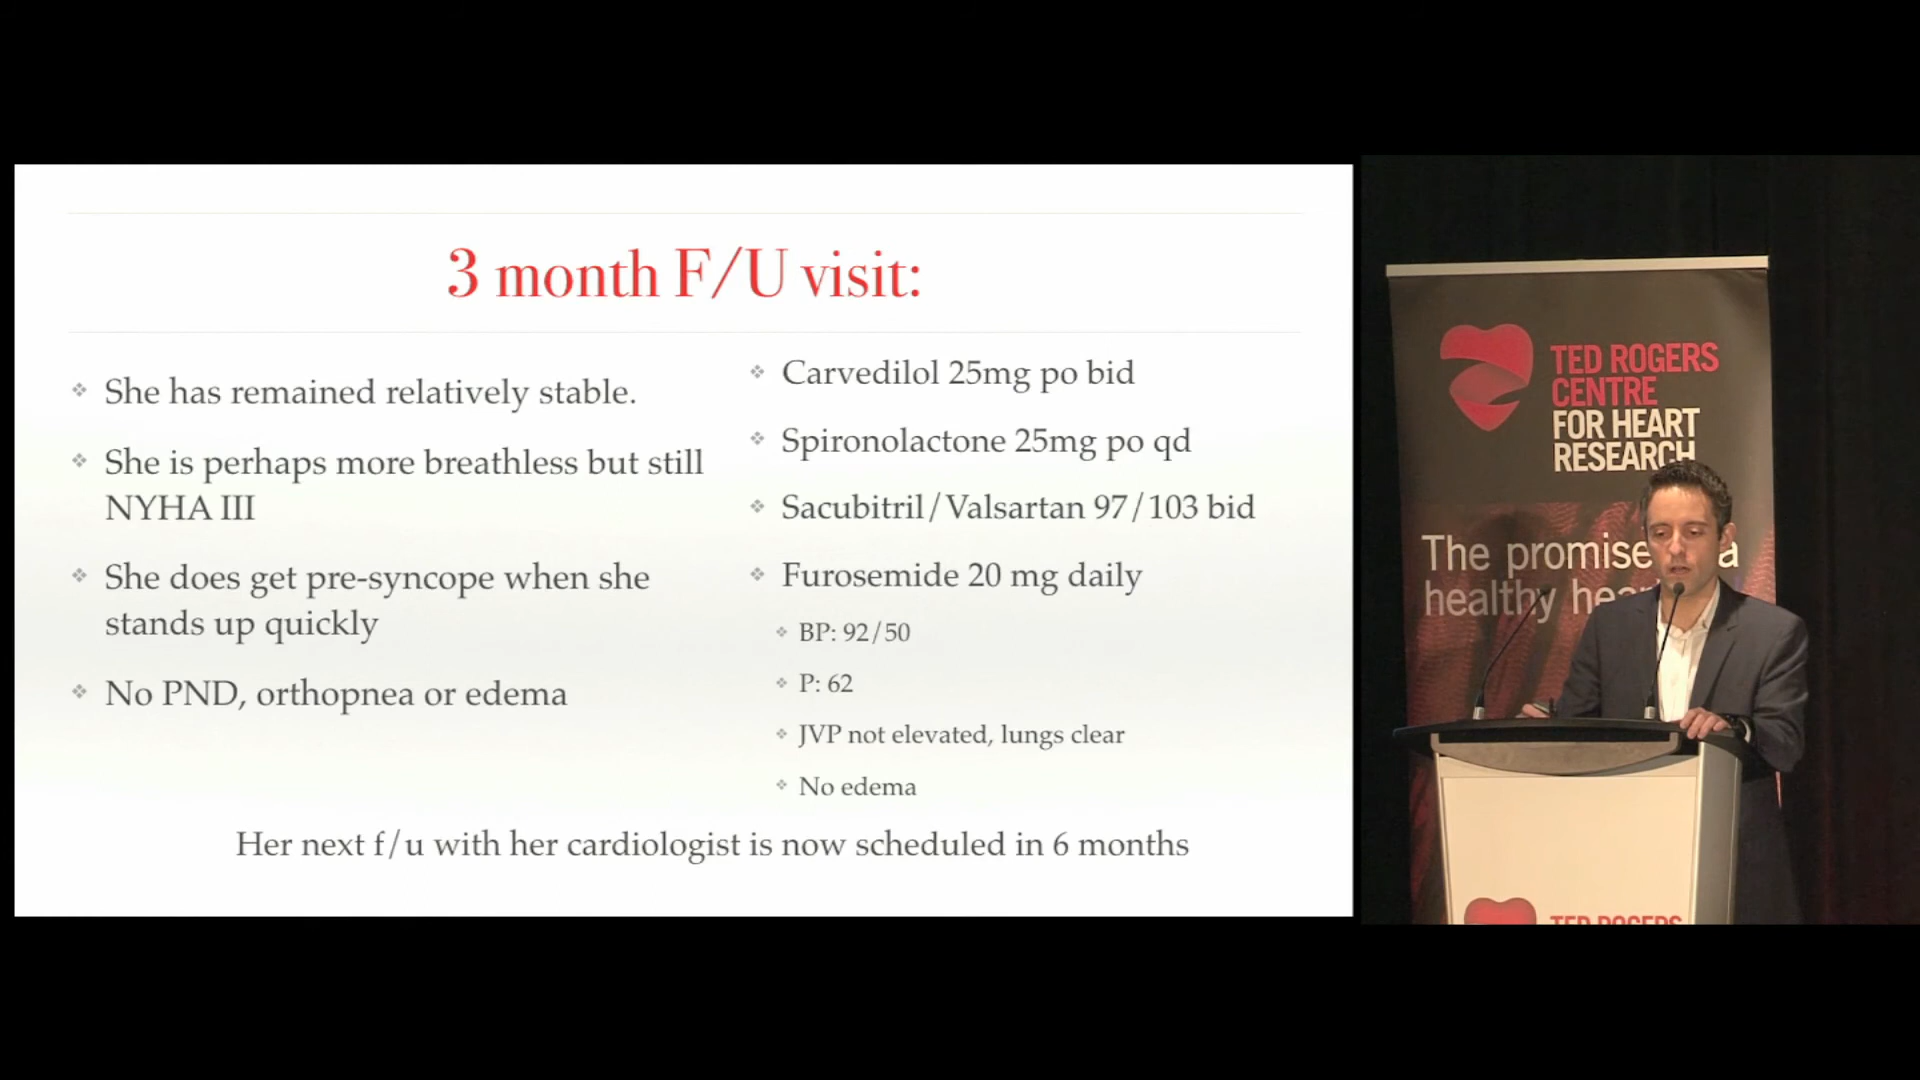 3 month F/U visit:
She has remained relatively stable.
She is perhaps more breathless but still
NYHA III
She does get pre-syncope when she
stands up quickly
No PND, orthopnea or edema
Carvedilol 25mg po bid
Spironolactone 25mg po qd
Sacubitril/Valsartan 97/103 bid
Furosemide 20 mg daily
BP: 92/50
P: 62
JVP not elevated, lungs clear
No edema
Her next f/u with her cardiologist is now scheduled in 6 months
TED ROGERS
CENTRE
FOR HEART
RESEARCH
The promise a
healthy
TED ROGERS